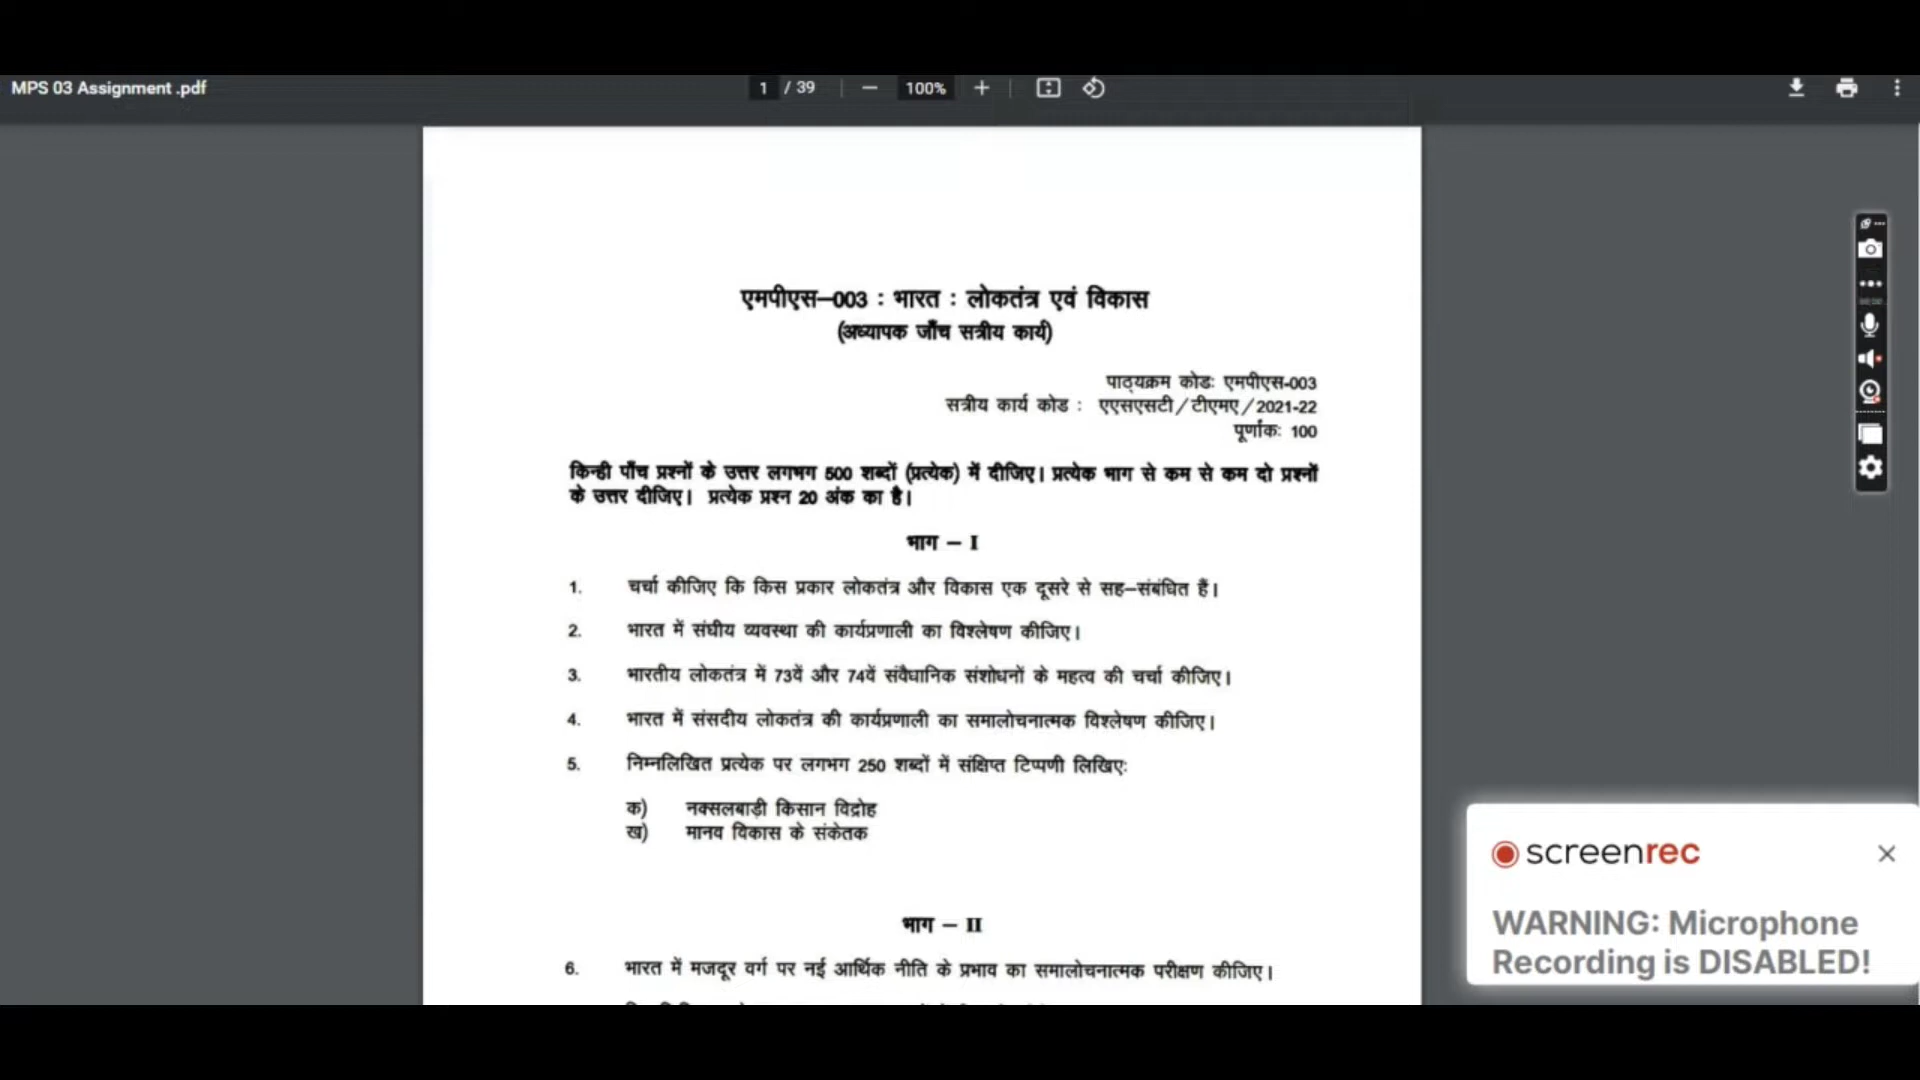 MPS 03 Assignment .pdf
1 / 39
100%
एमपीएस–003 : भारत : लोकतंत्र एवं विकास
(अध्यापक जाँच सत्रीय कार्य)
पाठ्यक्रम कोडः एमपीएस-003
सत्रीय कार्य कोड : एएसएसटी/टीएमए/2021-22
पूर्णांकः 100
किन्ही पाँच प्रश्नों के उत्तर लगभग 500 शब्दों (प्रत्येक) में दीजिए। प्रत्येक भाग से कम से कम दो प्रश्नों
के उत्तर दीजिए। प्रत्येक प्रश्न 20 अंक का है।
भाग – I
1. चर्चा कीजिए कि किस प्रकार लोकतंत्र और विकास एक दूसरे से सह–संबंधित हैं।
2. भारत में संघीय व्यवस्था की कार्यप्रणाली का विश्लेषण कीजिए।
3. भारतीय लोकतंत्र में 73वें और 74वें संवैधानिक संशोधनों के महत्व की चर्चा कीजिए।
4. भारत में संसदीय लोकतंत्र की कार्यप्रणाली का समालोचनात्मक विश्लेषण कीजिए।
5. निम्नलिखित प्रत्येक पर लगभग 250 शब्दों में संक्षिप्त टिप्पणी लिखिएः
क) नक्सलबाड़ी किसान विद्रोह
ख) मानव विकास के संकेतक
भाग – II
6. भारत में मजदूर वर्ग पर नई आर्थिक नीति के प्रभाव का समालोचनात्मक परीक्षण कीजिए।
screenrec
WARNING: Microphone
Recording is DISABLED!